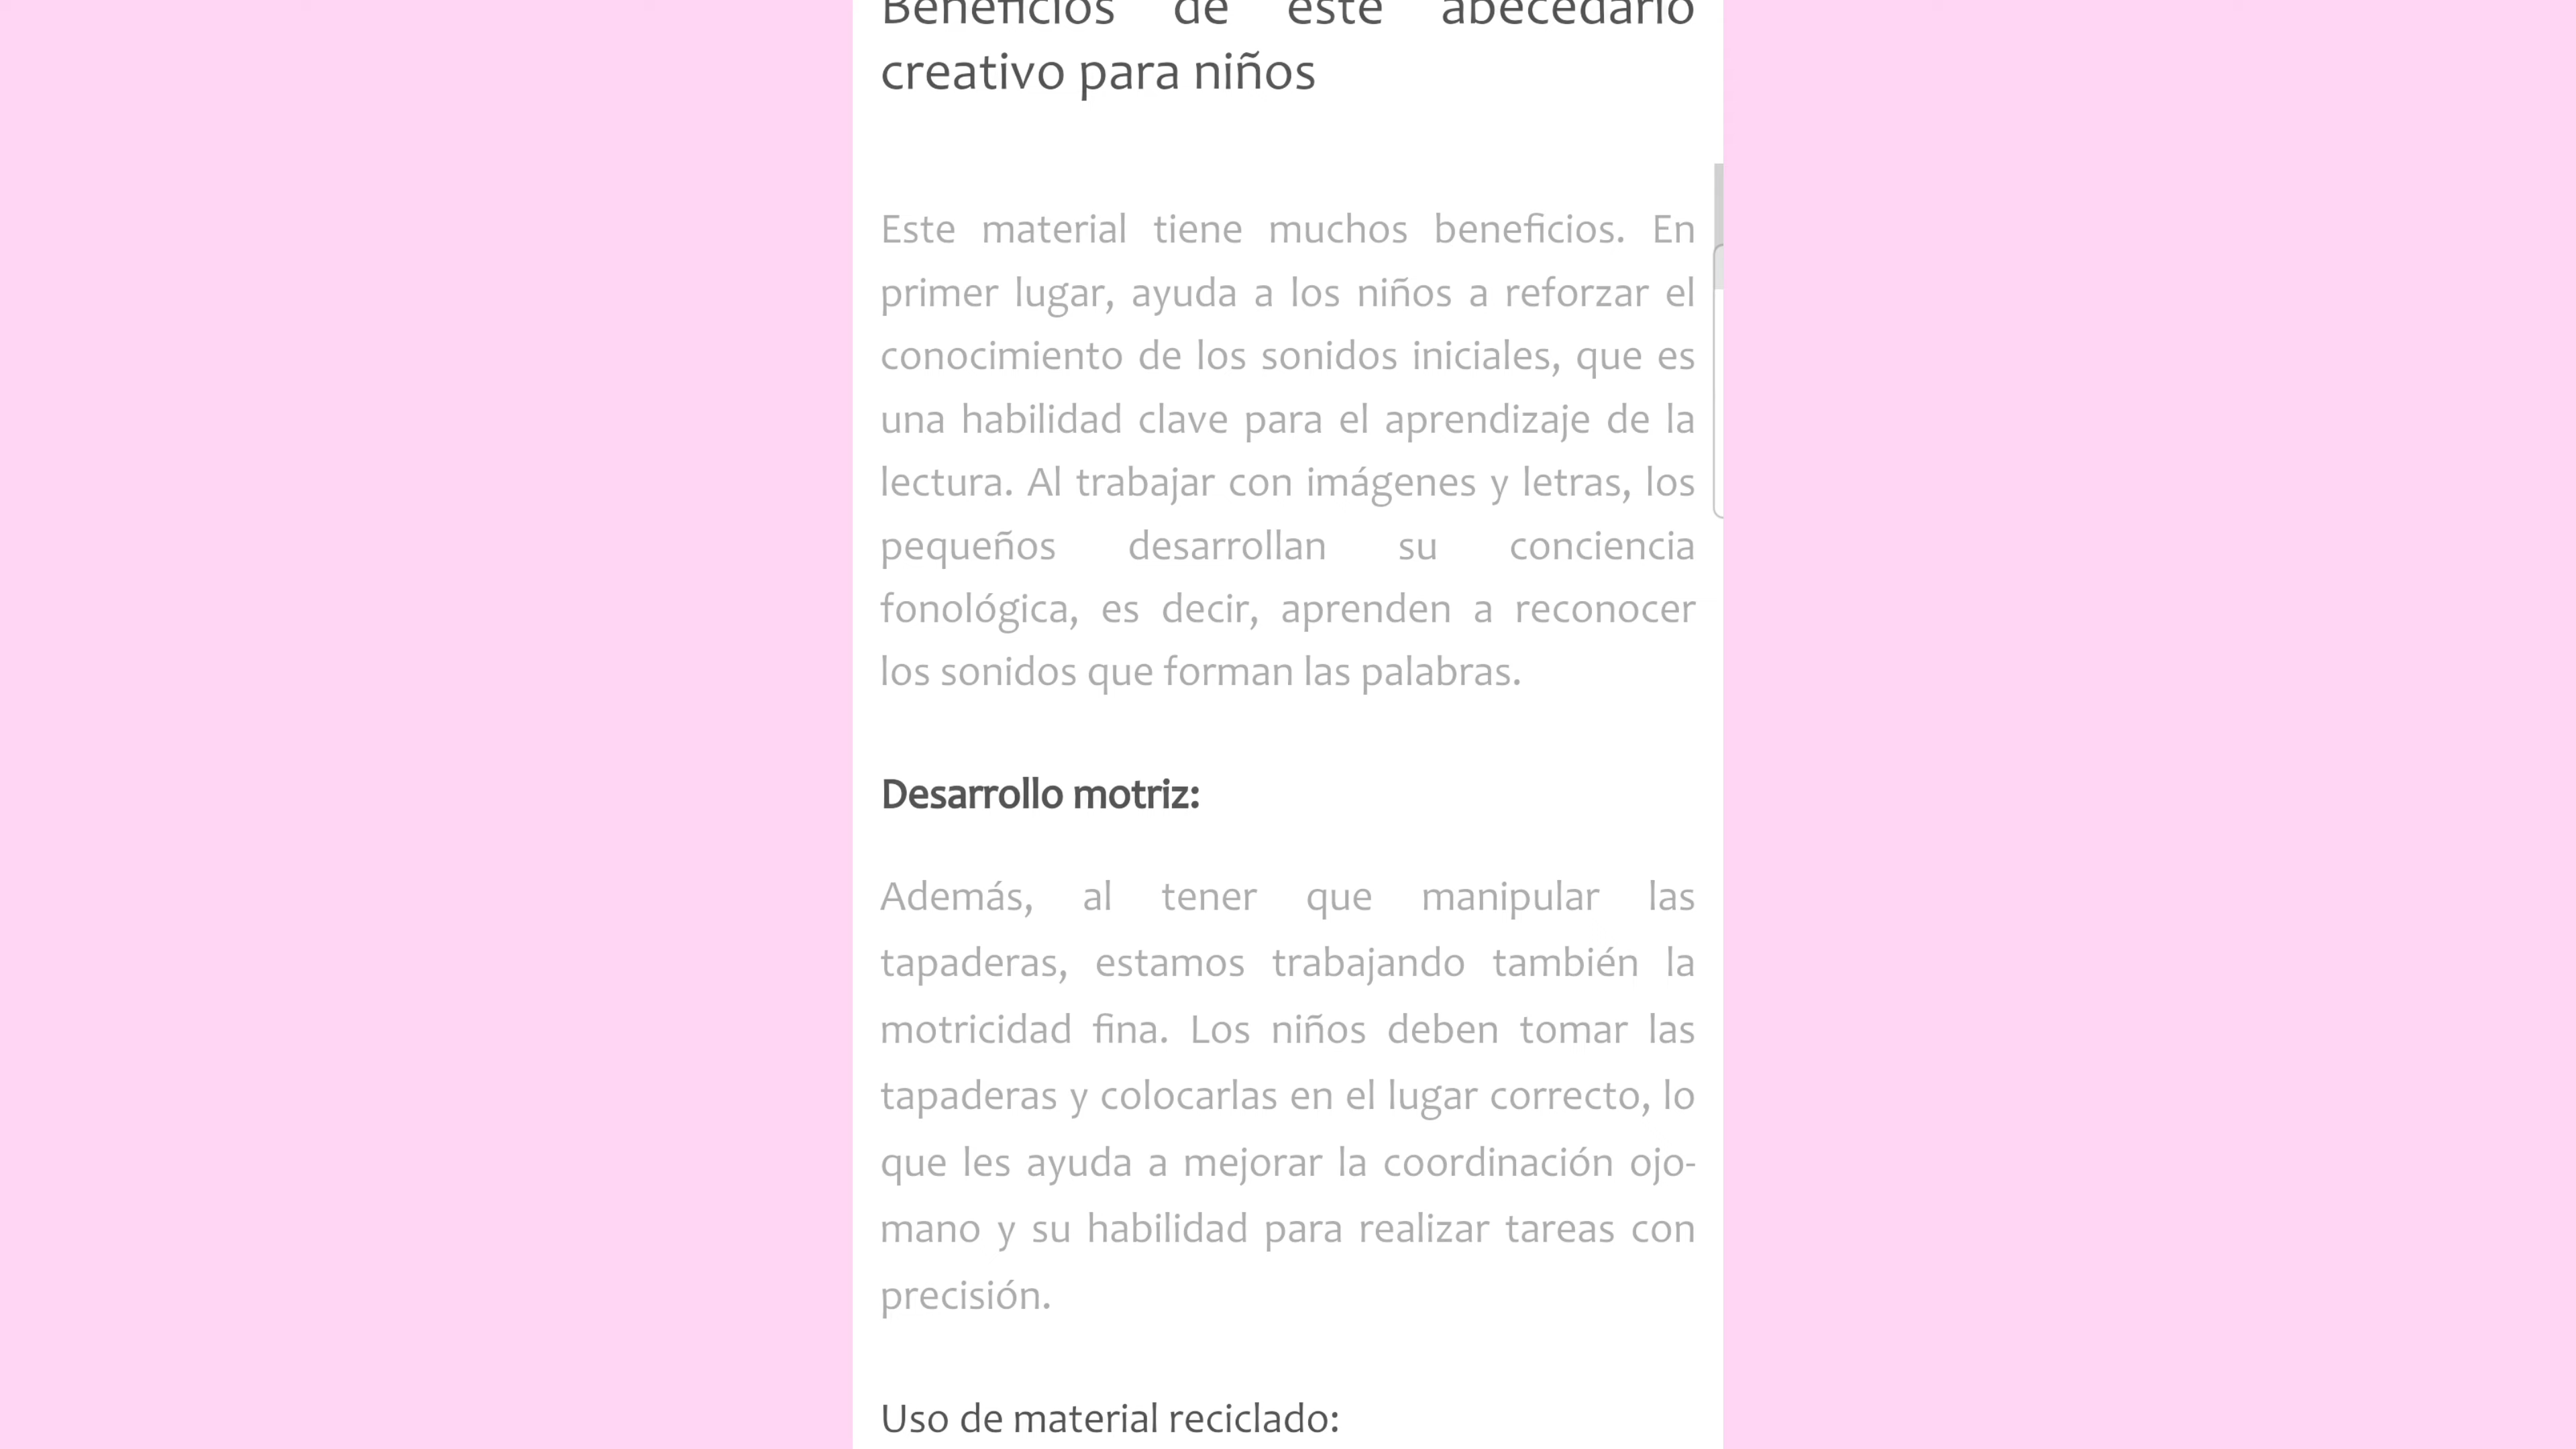 Beneficios de este abecedario
creativo para niños
Este material tiene muchos beneficios. En
primer lugar, ayuda a los niños a reforzar el
conocimiento de los sonidos iniciales, que es
una habilidad clave para el aprendizaje de la
lectura. Al trabajar con imágenes y letras, los
pequeños desarrollan su conciencia
fonológica, es decir, aprenden a reconocer
los sonidos que forman las palabras.
Desarrollo motriz:
Además, al tener que manipular las
tapaderas, estamos trabajando también la
motricidad fina. Los niños deben tomar las
tapaderas y colocarlas en el lugar correcto, lo
que les ayuda a mejorar la coordinación ojo-
mano y su habilidad para realizar tareas con
precisión.
Uso de material reciclado: